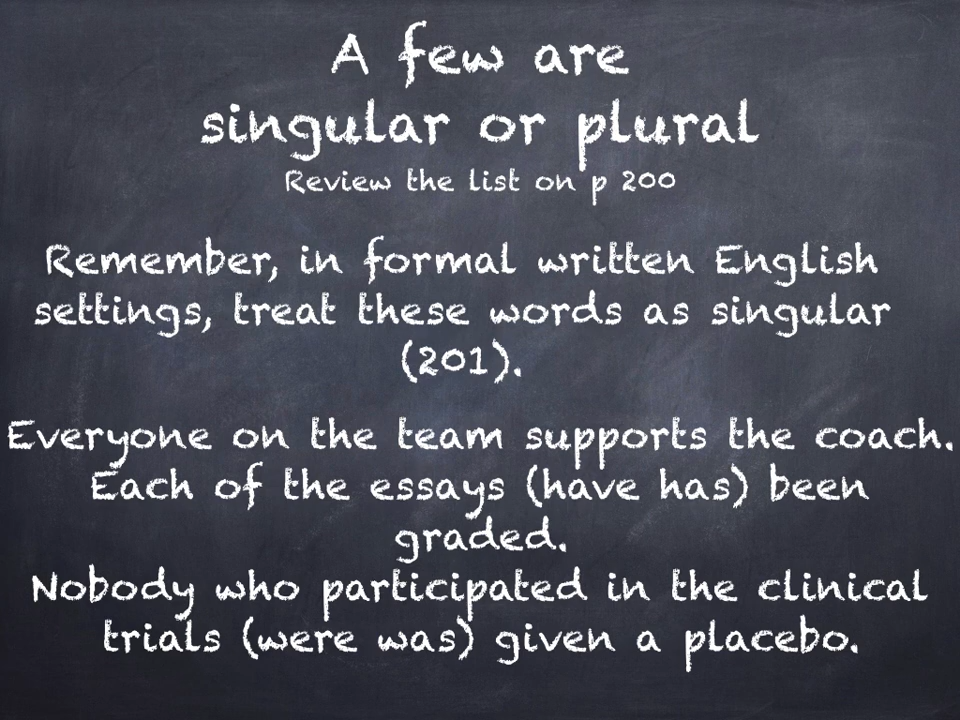 A few are
singular or plural
Review the list on p 200
Remember, in formal written English
settings, treat these words as singular
(201).
Everyone on the team supports the coach.
Each of the essays (have has) been
graded.
Nobody who participated in the clinical
trials (were was) given a placebo.